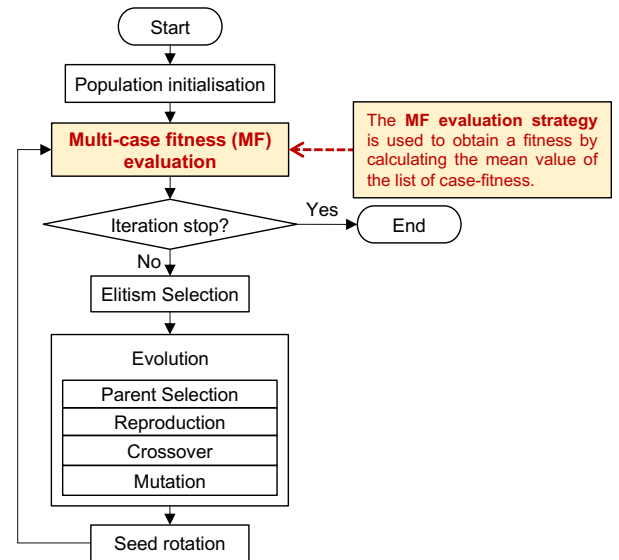 Start
Population initialisation
Multi-case fitness (MF)
evaluation
The MF evaluation strategy
is used to obtain a fitness by
calculating the mean value of
the list of case-fitness.
Iteration stop?
Yes
End
No
Elitism Selection
Evolution
Parent Selection
Reproduction
Crossover
Mutation
Seed rotation